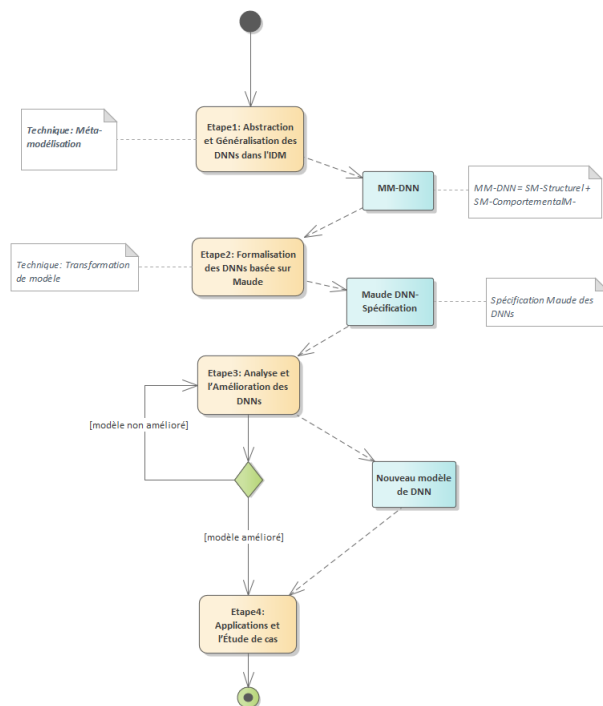 Etape1: Abstraction
et Généralisation des
DNNs dans l'IDM
Technique: Méta-
modélisation
MM-DNN
MM-DNN = SM-Structurel +
SM-ComportementalM-
Etape2: Formalisation
des DNNs basée sur
Maude
Technique: Transformation
de modèle
Maude DNN-
Spécification
Spécification Maude des
DNNs
Etape3: Analyse et
l'Amélioration des
DNNs
[modèle non amélioré]
Nouveau modèle
de DNN
[modèle amélioré]
Etape4:
Applications et
l'Étude de cas